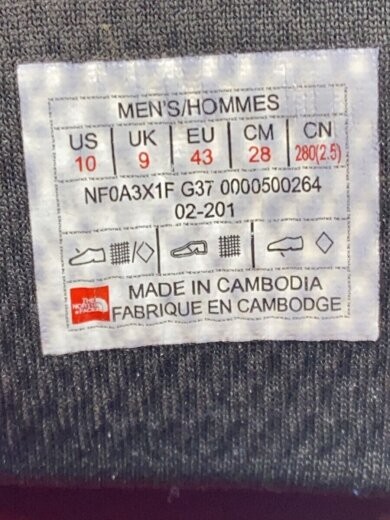 MEN'S/HOMMES
US UK EU CM CN
10 9 43 28 280(2.5)
NF0A3X1F G37 0000500264
02-201
MADE IN CAMBODIA
FABRIQUE EN CAMBODGE